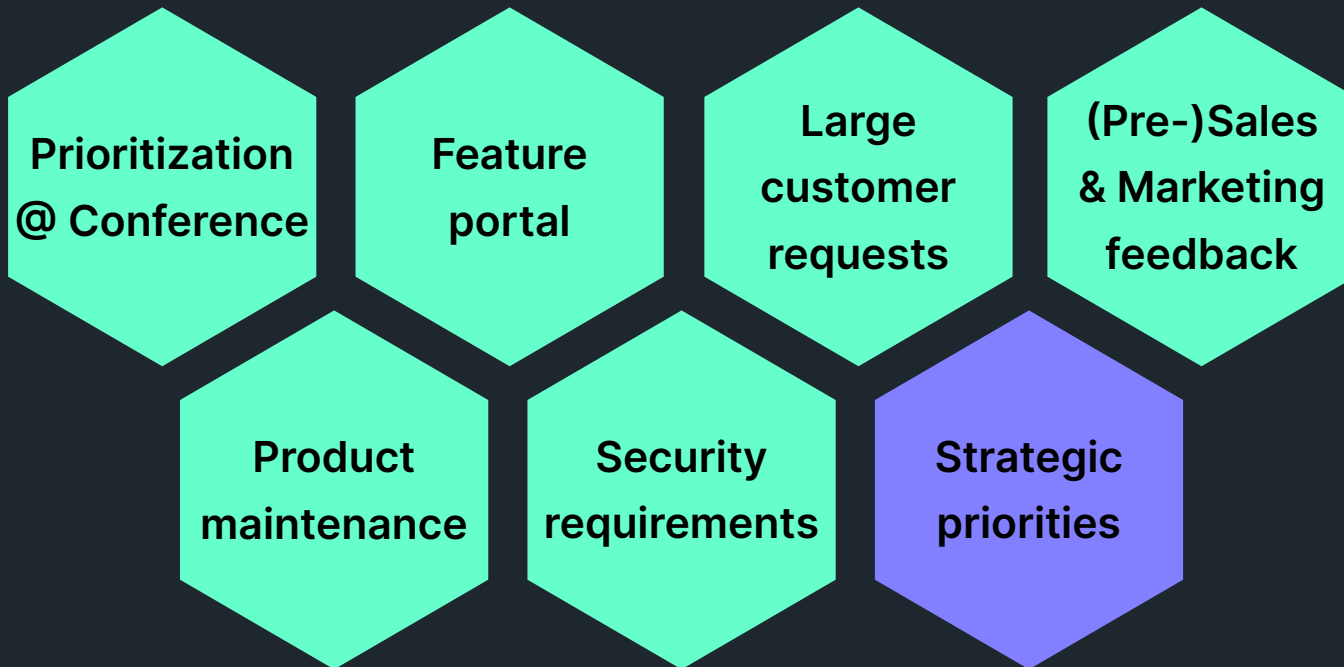 Prioritization
@ Conference
Feature
portal
Large
customer
requests
(Pre-)Sales
& Marketing
feedback
Product
maintenance
Security
requirements
Strategic
priorities